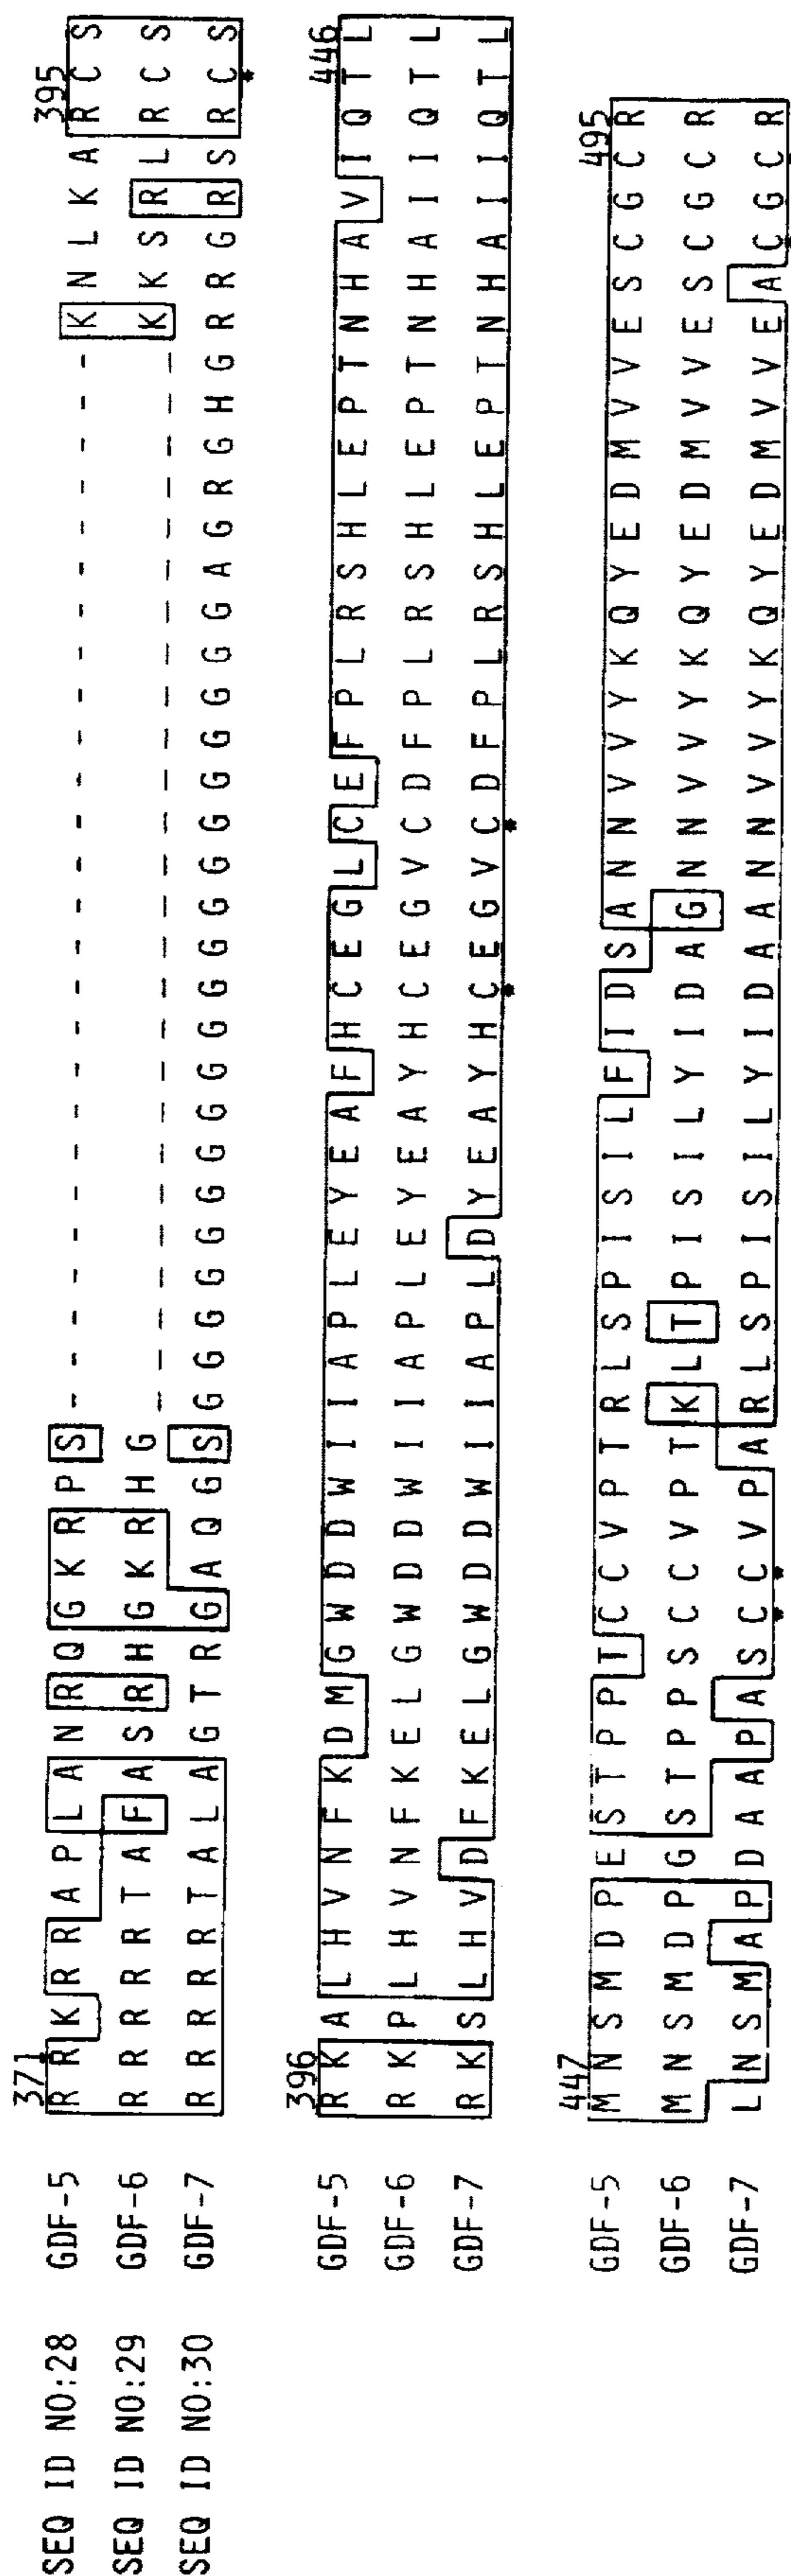 371 395
SEQ ID NO:28 GDF-5 R R K R R A P L A N R Q G K R P S - - - - - - - - - - - - - - - - - - - - - - - - - - K N L K A R C S
SEQ ID NO:29 GDF-6 R R R R R T A F A S R H G K R H G - - - - - - - - - - - - - - - - - - - - - - - - - - K K S R L R C S
SEQ ID NO:30 GDF-7 R R R R R T A L A G T R G A Q G S G G G G G G G G G G G G G G G G G G G G A G R G H G R R G R S R C S
*
396 446
GDF-5 R K A L H V N F K D M G W D D W I I A P L E Y E A F H C E G L C E F P L R S H L E P T N H A V I Q T L
GDF-6 R K P L H V N F K E L G W D D W I I A P L E Y E A Y H C E G V C D F P L R S H L E P T N H A I I Q T L
GDF-7 R K S L H V D F K E L G W D D W I I A P L D Y E A Y H C E G V C D F P L R S H L E P T N H A I I Q T L
* *
447 495
GDF-5 M N S M D P E S T P P T C C V P T R L S P I S I L F I D S A N N V V Y K Q Y E D M V V E S C G C R
GDF-6 M N S M D P G S T P P S C C V P T K L T P I S I L Y I D A G N N V V Y K Q Y E D M V V E S C G C R
GDF-7 L N S M A P D A A P A S C C V P A R L S P I S I L Y I D A A N N V V Y K Q Y E D M V V E A C G C R
* * * *